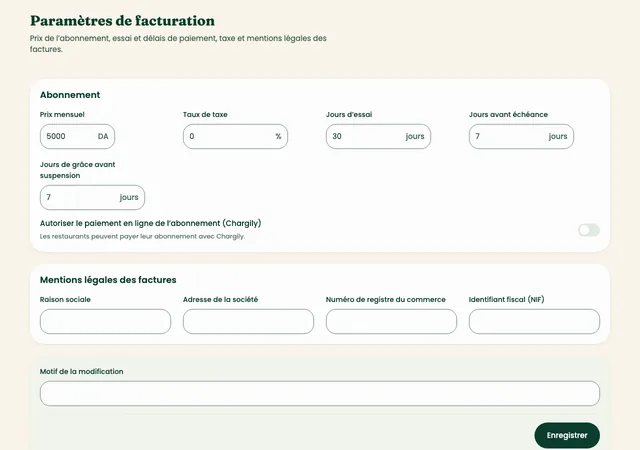 Paramètres de facturation
Prix de l’abonnement, essai et délais de paiement, taxe et mentions légales des
factures.
Abonnement
Prix mensuel
5000 DA
Taux de taxe
0 %
Jours d’essai
30 jours
Jours avant échéance
7 jours
Jours de grâce avant
suspension
7 jours
Autoriser le paiement en ligne de l’abonnement (Chargily)
Les restaurants peuvent payer leur abonnement avec Chargily.
Mentions légales des factures
Raison sociale
Adresse de la société
Numéro de registre du commerce
Identifiant fiscal (NIF)
Motif de la modification
Enregistrer